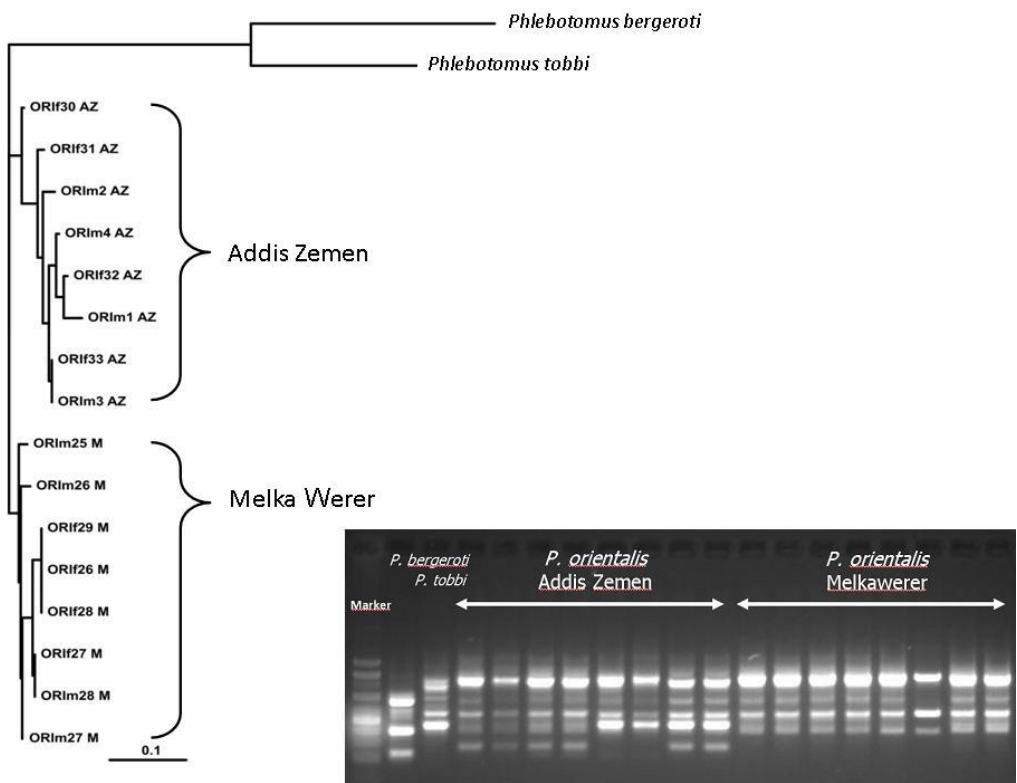 Phlebotomus bergeroti
Phlebotomus tobbi
ORIf30 AZ
ORIf31 AZ
ORIm2 AZ
ORIm4 AZ
ORIf32 AZ
ORIm1 AZ
ORIf33 AZ
ORIm3 AZ
Addis Zemen
ORIm25 M
ORIm26 M
ORIf29 M
ORIf26 M
ORIf28 M
ORIf27 M
ORIm28 M
ORIm27 M
Melka Werer
0.1
P. bergeroti
P. tobbi
P. orientalis
Addis Zemen
P. orientalis
Melkawerer
Marker